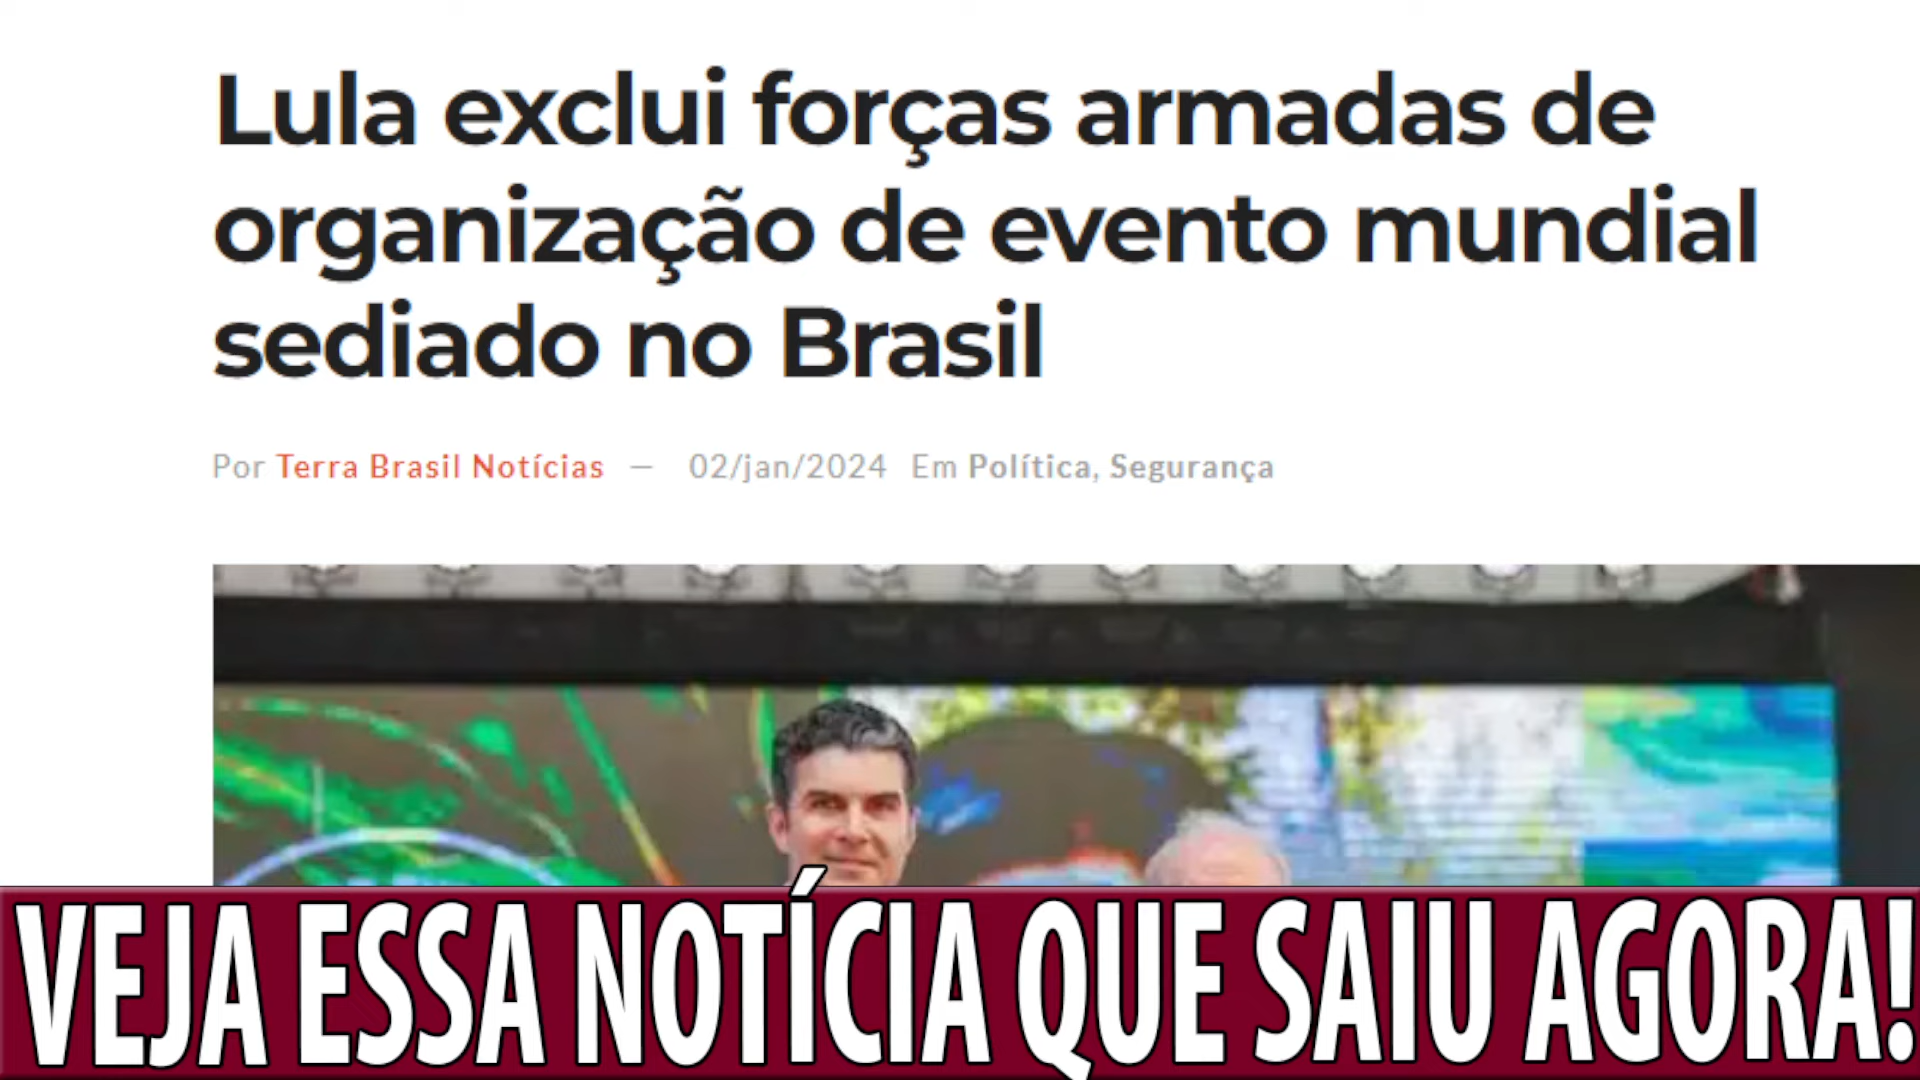 Lula exclui forças armadas de
organização de evento mundial
sediado no Brasil
Por Terra Brasil Notícias — 02/jan/2024 Em Política, Segurança
VEJA ESSA NOTÍCIA QUE SAIU AGORA!